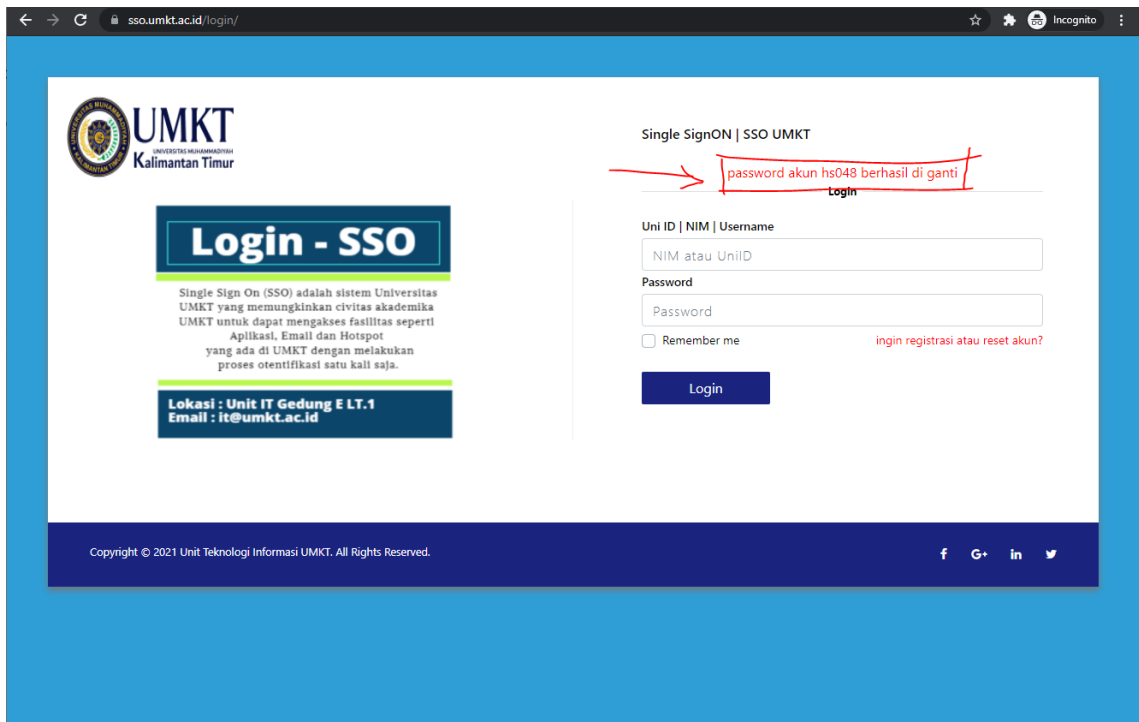 sso.umkt.ac.id/login/
Incognito
UNIVERSITAS MUHAMMADIYAH
KALIMANTAN TIMUR
UMKT
UNIVERSITAS MUHAMMADIYAH
Kalimantan Timur
Login - SSO
Single Sign On (SSO) adalah sistem Universitas
UMKT yang memungkinkan civitas akademika
UMKT untuk dapat mengakses fasilitas seperti
Aplikasi, Email dan Hotspot
yang ada di UMKT dengan melakukan
proses otentifikasi satu kali saja.
Lokasi : Unit IT Gedung E LT.1
Email : it@umkt.ac.id
Single SignON | SSO UMKT
password akun hs048 berhasil di ganti
Login
Uni ID | NIM | Username
NIM atau UniID
Password
Password
Remember me
ingin registrasi atau reset akun?
Login
Copyright © 2021 Unit Teknologi Informasi UMKT. All Rights Reserved.
f G+ in